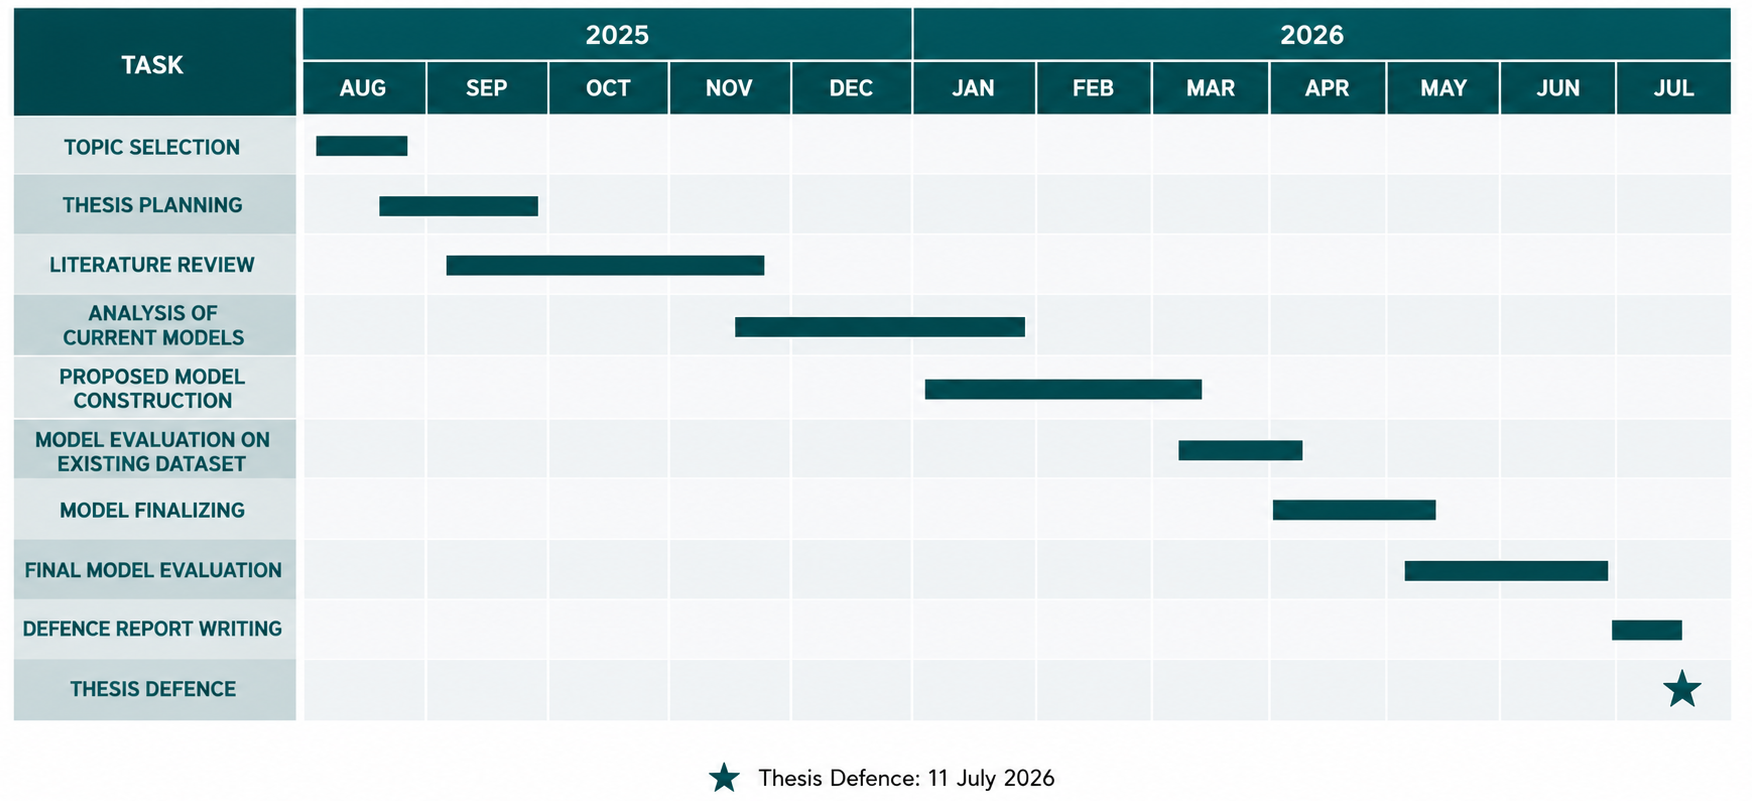 TASK
2025
2026
AUG SEP OCT NOV DEC JAN FEB MAR APR MAY JUN JUL
TOPIC SELECTION
THESIS PLANNING
LITERATURE REVIEW
ANALYSIS OF
CURRENT MODELS
PROPOSED MODEL
CONSTRUCTION
MODEL EVALUATION ON
EXISTING DATASET
MODEL FINALIZING
FINAL MODEL EVALUATION
DEFENCE REPORT WRITING
THESIS DEFENCE
Thesis Defence: 11 July 2026